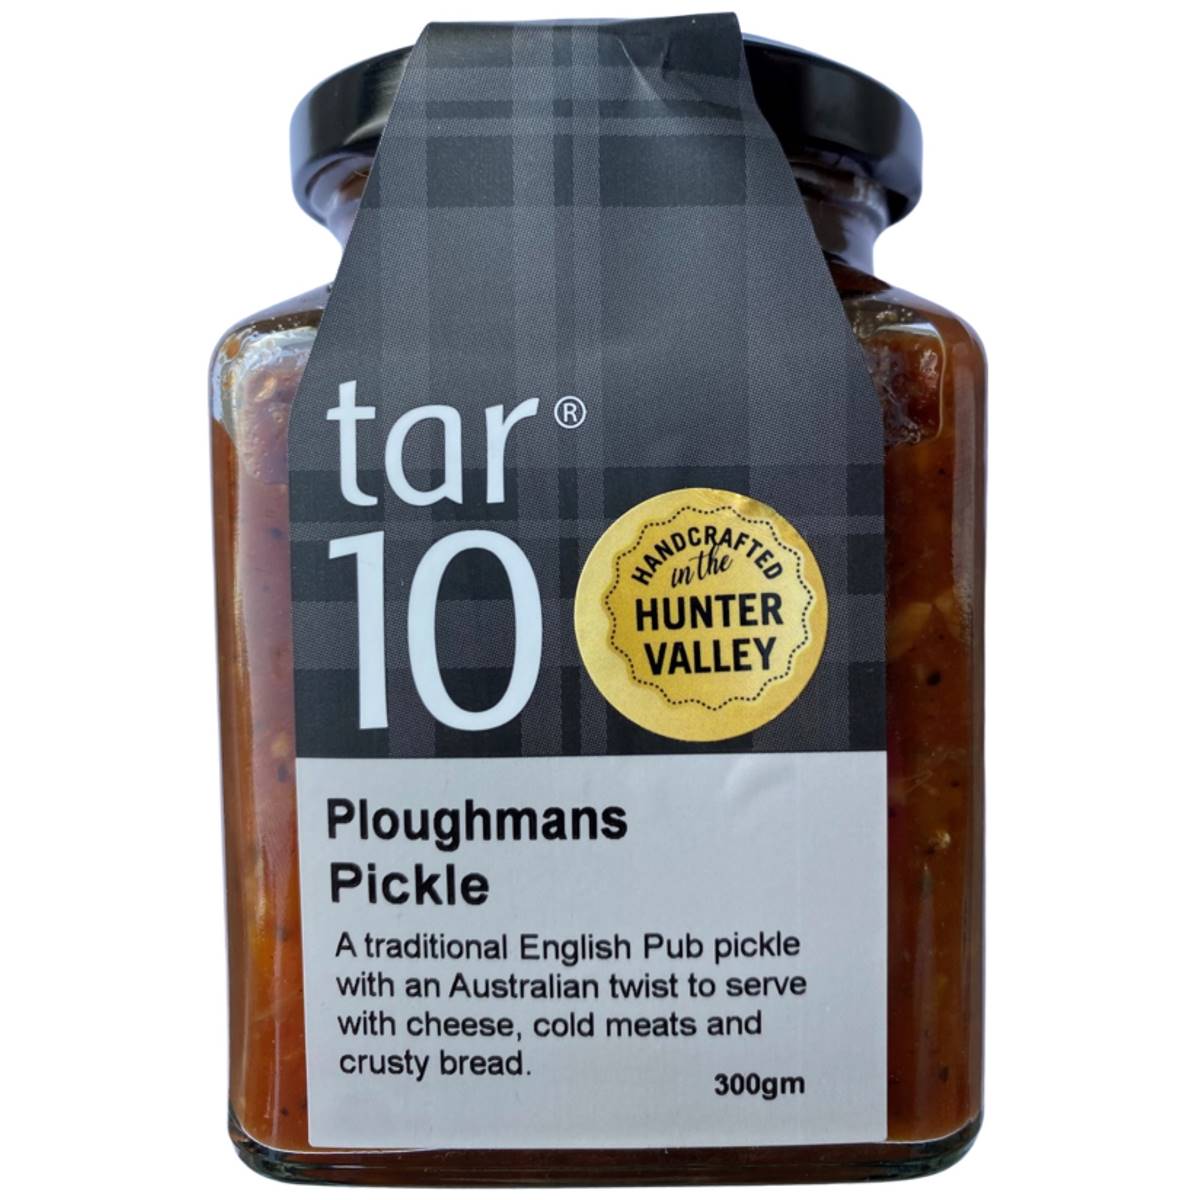 tar®
10
HANDCRAFTED
in the
HUNTER
VALLEY
Ploughmans
Pickle
A traditional English Pub pickle
with an Australian twist to serve
with cheese, cold meats and
crusty bread.
300gm